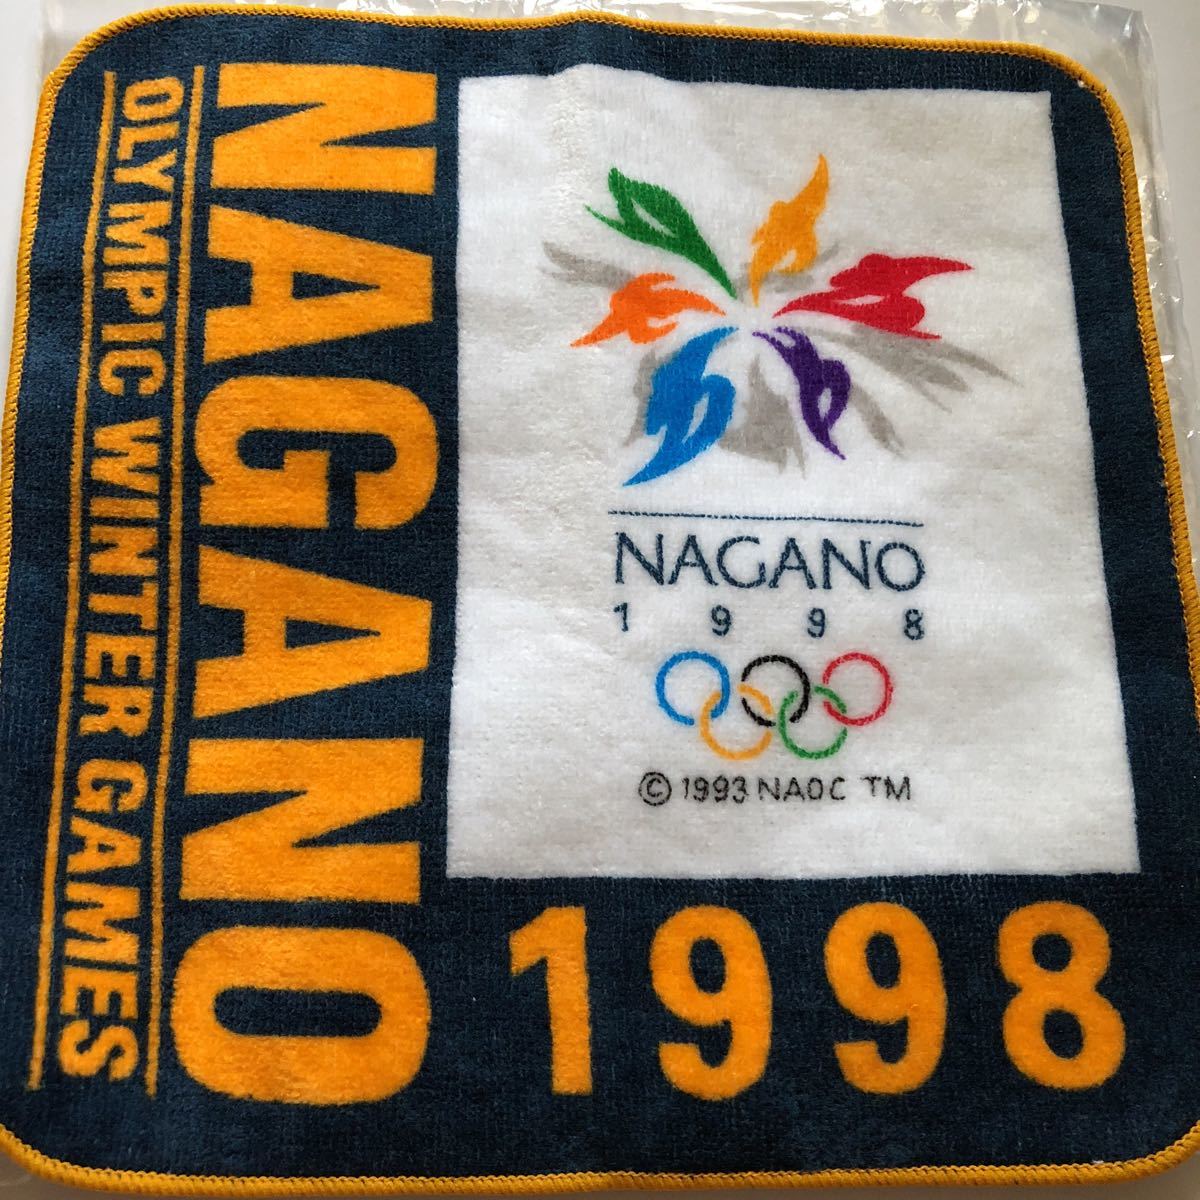 NAGANO
OLYMPIC WINTER GAMES
NAGANO
1998
© 1993 NAOC TM
1998